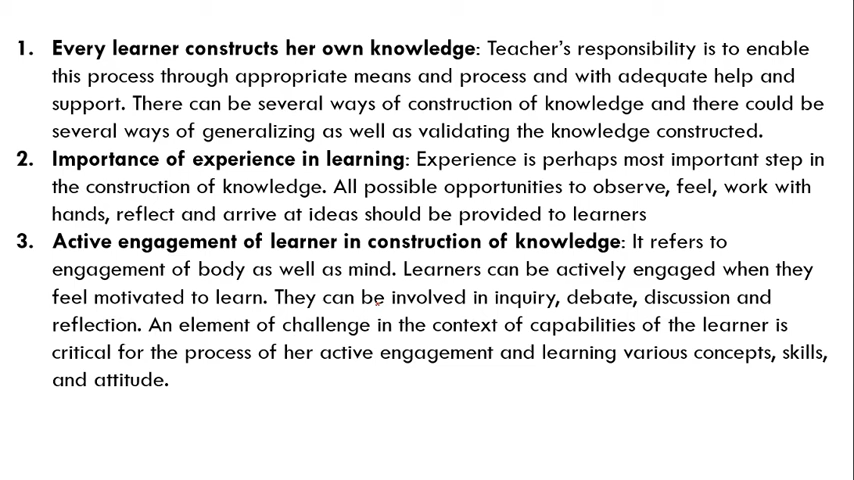 1. Every learner constructs her own knowledge: Teacher's responsibility is to enable
this process through appropriate means and process and with adequate help and
support. There can be several ways of construction of knowledge and there could be
several ways of generalizing as well as validating the knowledge constructed.
2. Importance of experience in learning: Experience is perhaps most important step in
the construction of knowledge. All possible opportunities to observe, feel, work with
hands, reflect and arrive at ideas should be provided to learners
3. Active engagement of learner in construction of knowledge: It refers to
engagement of body as well as mind. Learners can be actively engaged when they
feel motivated to learn. They can be involved in inquiry, debate, discussion and
reflection. An element of challenge in the context of capabilities of the learner is
critical for the process of her active engagement and learning various concepts, skills,
and attitude.